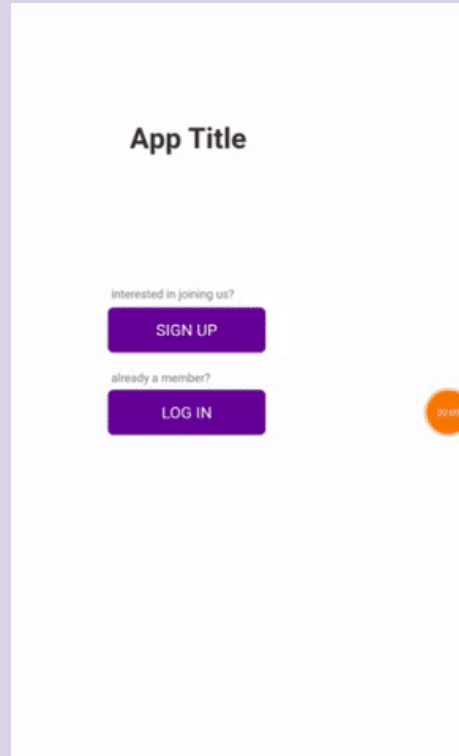 App Title
interested in joining us?
SIGN UP
already a member?
LOG IN